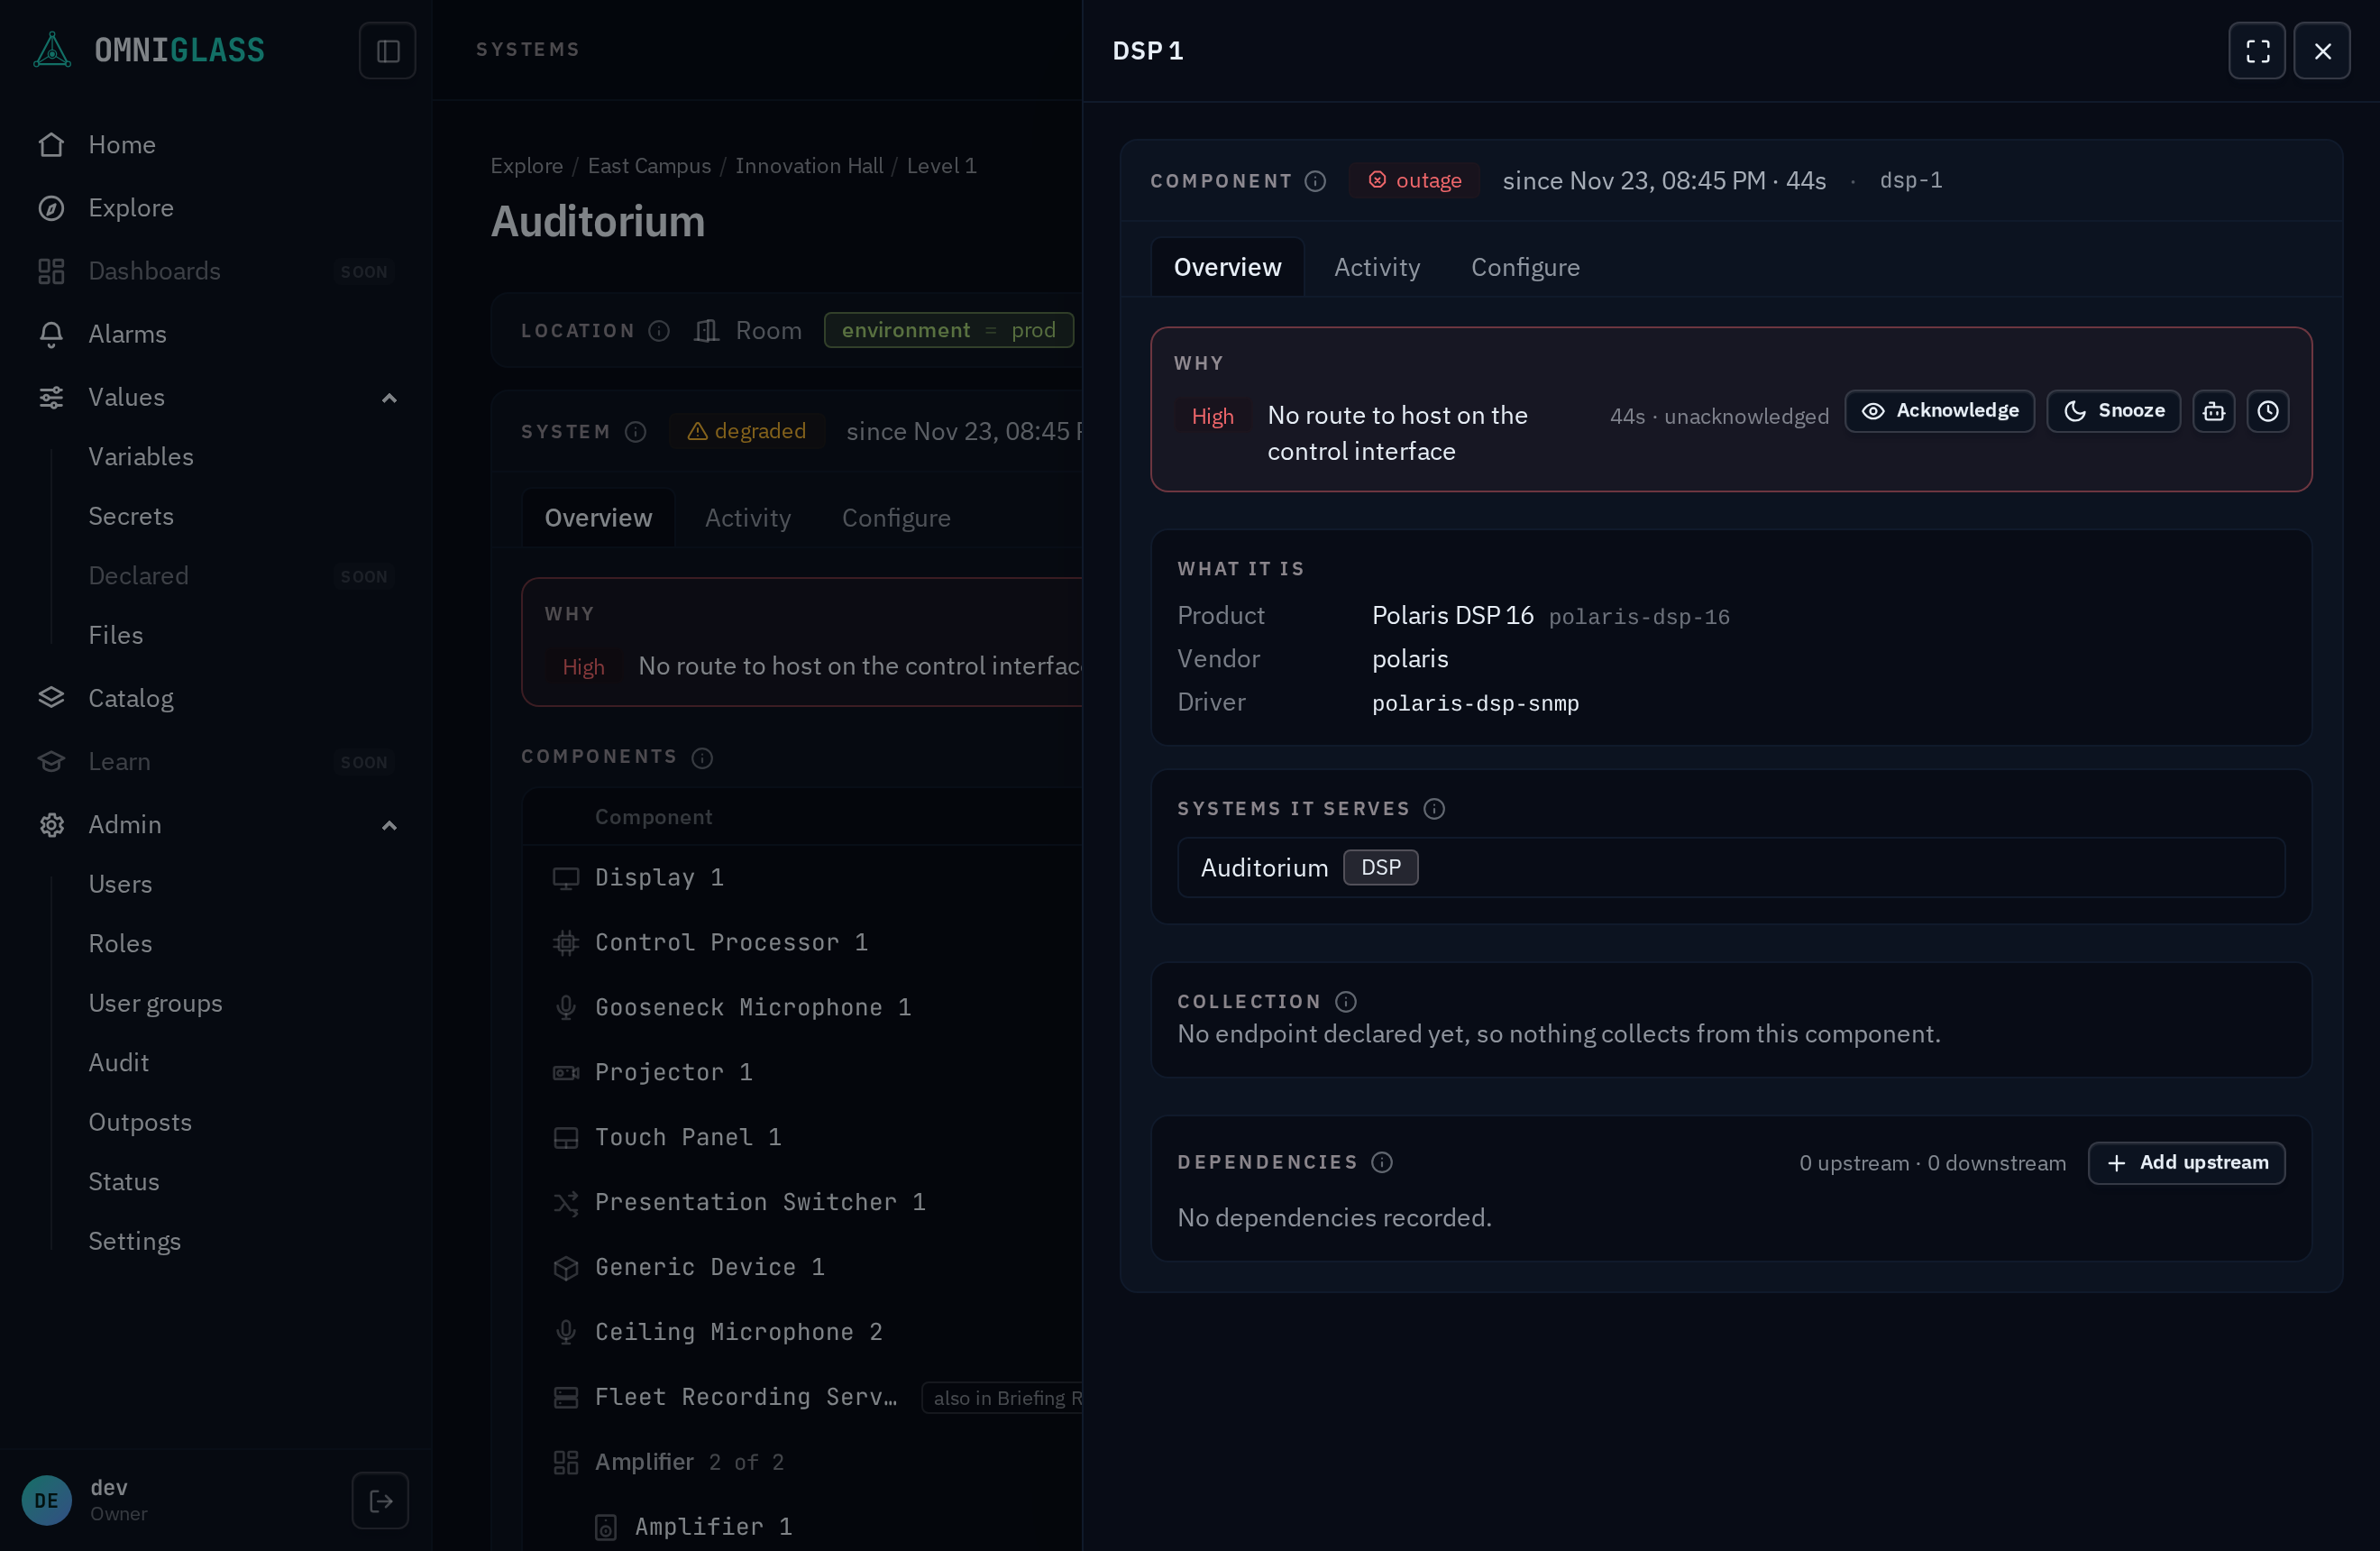 OMNIGLASS
Home
Explore
Dashboards SOON
Alarms
Values
Variables
Secrets
Declared SOON
Files
Catalog
Learn SOON
Admin
Users
Roles
User groups
Audit
Outposts
Status
Settings
DE dev
Owner
SYSTEMS
Explore / East Campus / Innovation Hall / Level 1
Auditorium
LOCATION Room environment = prod
SYSTEM degraded since Nov 23, 08:45
Overview Activity Configure
WHY
High No route to host on the control
COMPONENTS
Component
Display 1
Control Processor 1
Gooseneck Microphone 1
Projector 1
Touch Panel 1
Presentation Switcher 1
Generic Device 1
Ceiling Microphone 2
Fleet Recording Serv… also in Briefing
Amplifier 2 of 2
Amplifier 1
DSP 1
COMPONENT outage since Nov 23, 08:45 PM · 44s · dsp-1
Overview Activity Configure
WHY
High No route to host on the 44s · unacknowledged Acknowledge Snooze
control interface
WHAT IT IS
Product Polaris DSP 16 polaris-dsp-16
Vendor polaris
Driver polaris-dsp-snmp
SYSTEMS IT SERVES
Auditorium DSP
COLLECTION
No endpoint declared yet, so nothing collects from this component.
DEPENDENCIES 0 upstream · 0 downstream Add upstream
No dependencies recorded.